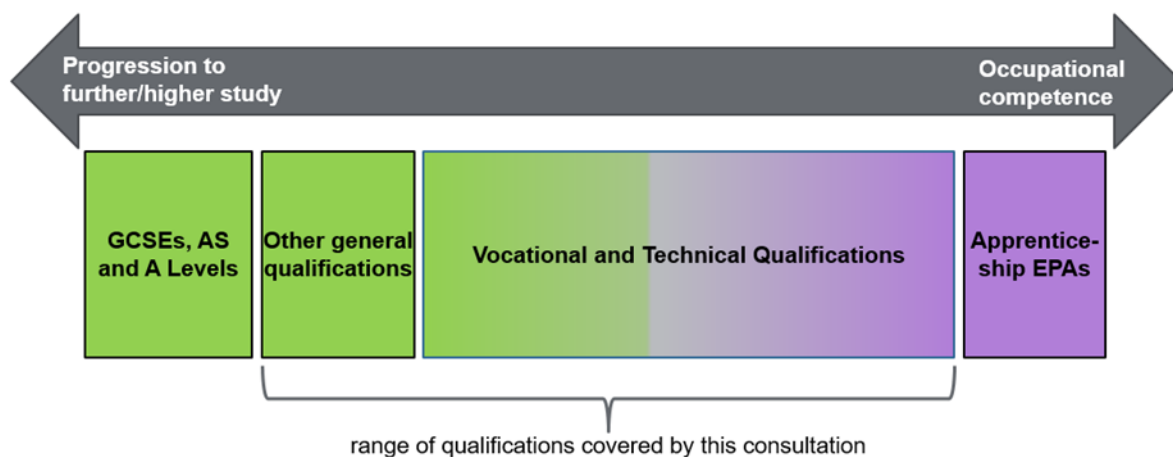 Progression to
further/higher study
Occupational
competence
GCSEs, AS
and A Levels
Other general
qualifications
Vocational and Technical Qualifications
Apprentice-
ship EPAs
range of qualifications covered by this consultation